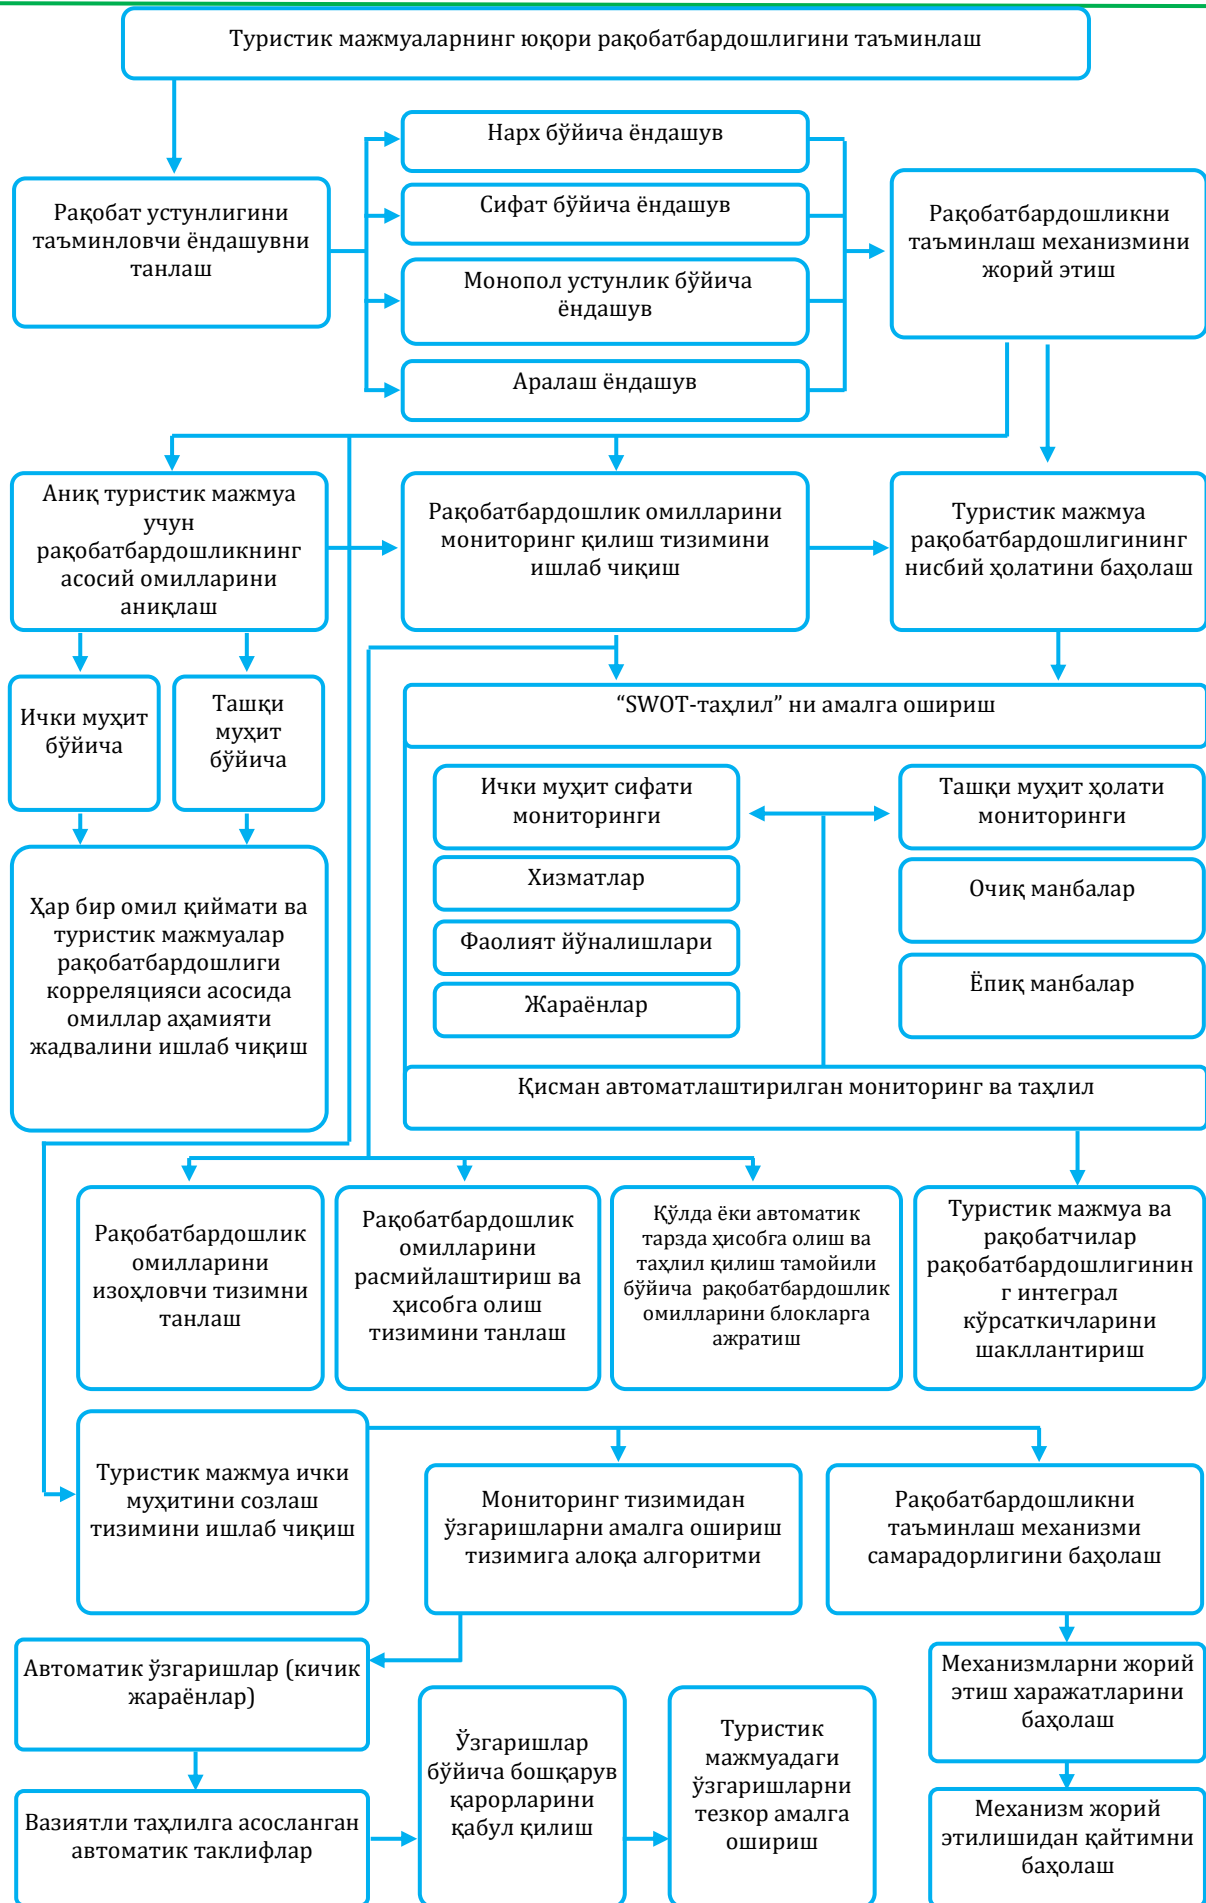 Туристик мажмуаларнинг юқори рақобатбардошлигини таъминлаш
Нарх бўйича ёндашув
Рақобат устунлигини
таъминловчи ёндашувни
танлаш
Сифат бўйича ёндашув
Монопол устунлик бўйича
ёндашув
Аралаш ёндашув
Рақобатбардошликни
таъминлаш механизмини
жорий этиш
Аниқ туристик мажмуа
учун
рақобатбардошликнинг
асосий омилларини
аниқлаш
Рақобатбардошлик омилларини
мониторинг қилиш тизимини
ишлаб чиқиш
Туристик мажмуа
рақобатбардошлигининг
нисбий ҳолатини баҳолаш
Ички муҳит
бўйича
Ташқи
муҳит
бўйича
“SWOT-таҳлил” ни амалга ошириш
Ички муҳит сифати
мониторинги
Ташқи муҳит ҳолати
мониторинги
Хизматлар
Фаолият йўналишлари
Жараёнлар
Очиқ манбалар
Ёпиқ манбалар
Ҳар бир омил қиймати ва
туристик мажмуалар
рақобатбардошлиги
корреляцияси асосида
омиллар аҳамияти
жадвалини ишлаб чиқиш
Қисман автоматлаштирилган мониторинг ва таҳлил
Рақобатбардошлик
омилларини
изоҳловчи тизимни
танлаш
Рақобатбардошлик
омилларини
расмийлаштириш ва
ҳисобга олиш
тизимини танлаш
Қўлда ёки автоматик
тарзда ҳисобга олиш ва
таҳлил қилиш тамойили
бўйича рақобатбардошлик
омилларини блокларга
ажратиш
Туристик мажмуа ва
рақобатчилар
рақобатбардошлигинин
г интеграл
кўрсаткичларини
шакллантириш
Туристик мажмуа ички
муҳитини созлаш
тизимини ишлаб чиқиш
Мониторинг тизимидан
ўзгаришларни амалга ошириш
тизимига алоқа алгоритми
Рақобатбардошликни
таъминлаш механизми
самарадорлигини баҳолаш
Автоматик ўзгаришлар (кичик
жараёнлар)
Механизмларни жорий
этиш харажатларини
баҳолаш
Вазиятли таҳлилга асосланган
автоматик таклифлар
Ўзгаришлар
бўйича бошқарув
қарорларини
қабул қилиш
Туристик
мажмуадаги
ўзгаришларни
тезкор амалга
ошириш
Механизм жорий
этилишидан қайтимни
баҳолаш